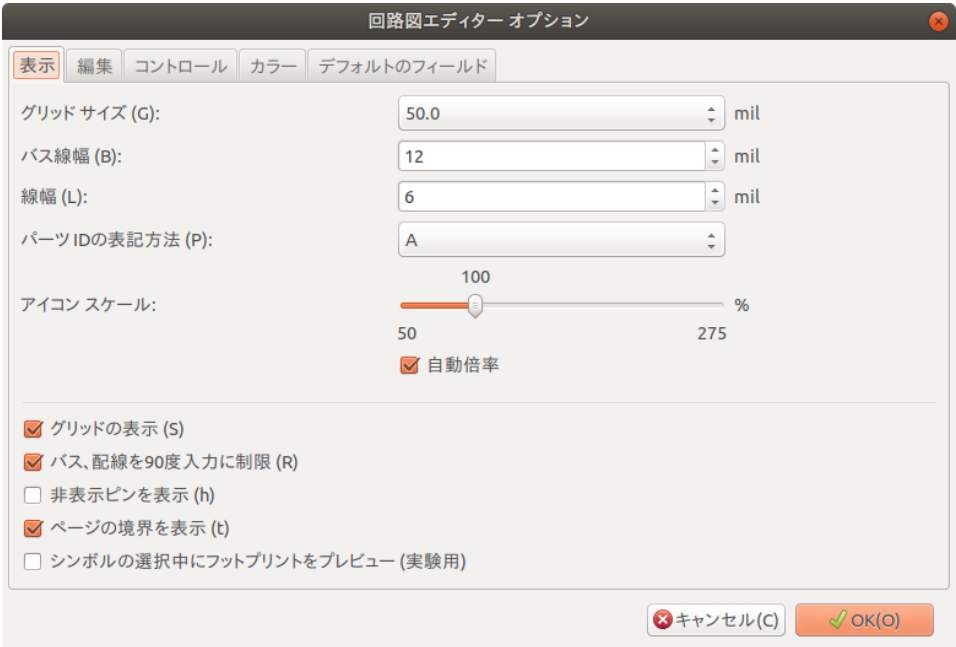 回路図エディター オプション
表示 編集 コントロール カラー デフォルトのフィールド
グリッド サイズ (G): 50.0 mil
バス線幅 (B): 12 mil
線幅 (L): 6 mil
パーツ IDの表記方法 (P): A
100
アイコン スケール: %
50 275
自動倍率
グリッドの表示 (S)
バス、配線を90度入力に制限 (R)
非表示ピンを表示 (h)
ページの境界を表示 (t)
シンボルの選択中にフットプリントをプレビュー (実験用)
キャンセル(C) OK(O)